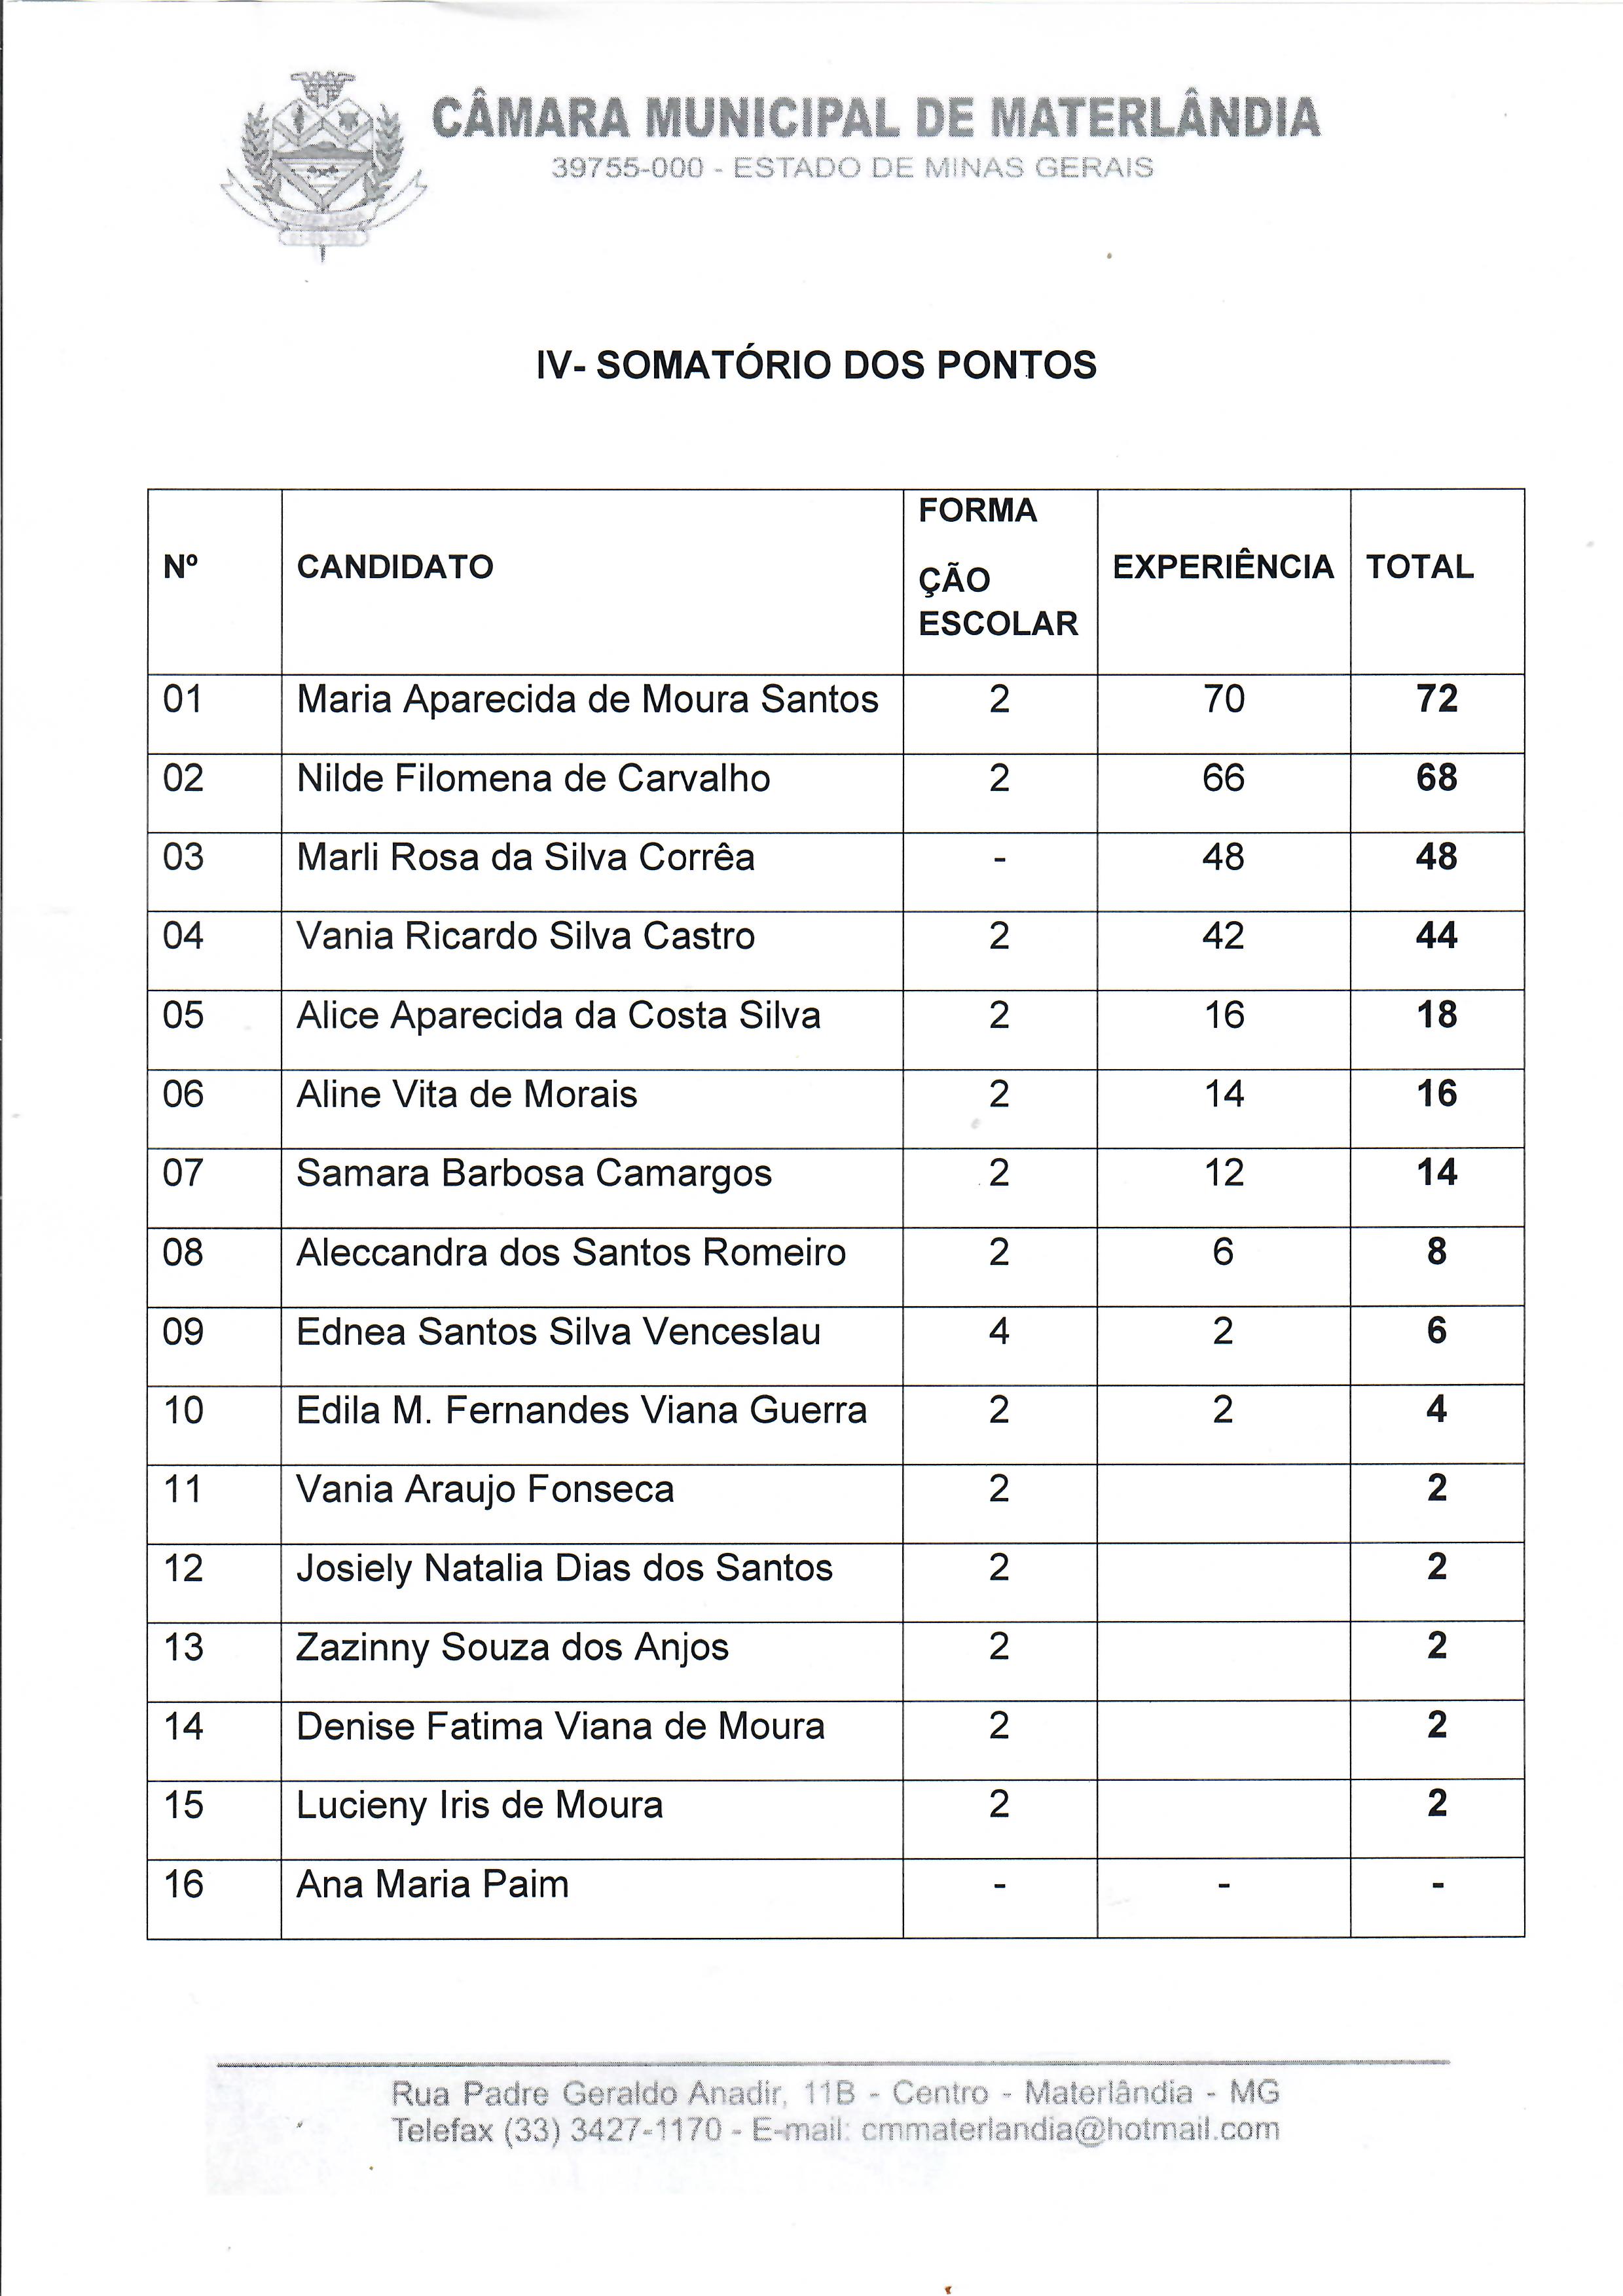 CÂMARA MUNICIPAL DE MATERLÂNDIA
39755-000 - ESTADO DE MINAS GERAIS
IV- SOMATÓRIO DOS PONTOS
Nº CANDIDATO FORMA
ÇÃO
ESCOLAR EXPERIÊNCIA TOTAL
01 Maria Aparecida de Moura Santos 2 70 72
02 Nilde Filomena de Carvalho 2 66 68
03 Marli Rosa da Silva Corrêa - 48 48
04 Vania Ricardo Silva Castro 2 42 44
05 Alice Aparecida da Costa Silva 2 16 18
06 Aline Vita de Morais 2 14 16
07 Samara Barbosa Camargos 2 12 14
08 Aleccandra dos Santos Romeiro 2 6 8
09 Ednea Santos Silva Venceslau 4 2 6
10 Edila M. Fernandes Viana Guerra 2 2 4
11 Vania Araujo Fonseca 2 2
12 Josiely Natalia Dias dos Santos 2 2
13 Zazinny Souza dos Anjos 2 2
14 Denise Fatima Viana de Moura 2 2
15 Lucieny Iris de Moura 2 2
16 Ana Maria Paim - - -
Rua Padre Geraldo Anadir, 11B - Centro - Materlândia - MG
Telefax (33) 3427-1170 - E-mail: cmmaterlandia@hotmail.com